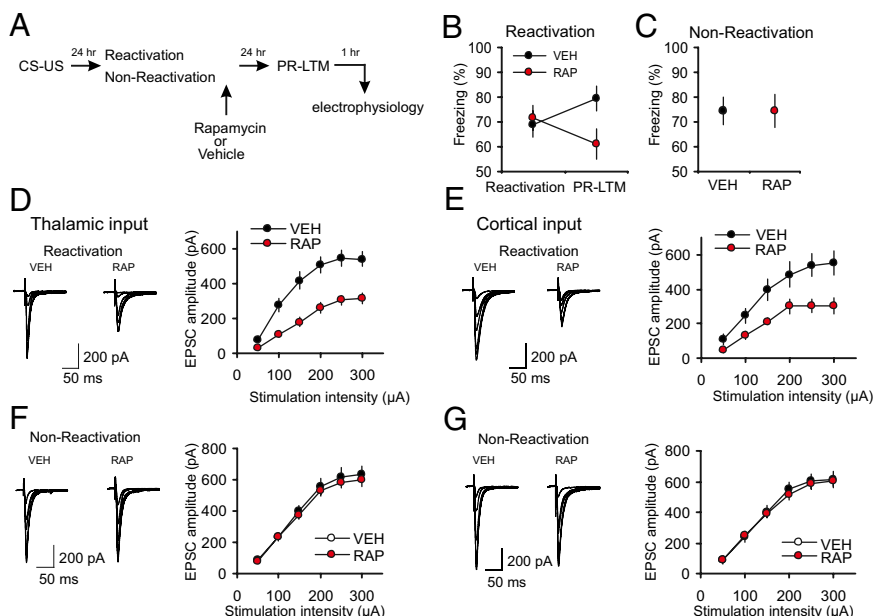 A
CS-US
24 hr
Reactivation
Non-Reactivation
24 hr
PR-LTM
1 hr
electrophysiology
Rapamycin
or
Vehicle
B
Reactivation
VEH
RAP
Freezing (%)
100
90
80
70
60
50
Reactivation PR-LTM
C
Non-Reactivation
Freezing (%)
100
90
80
70
60
50
VEH RAP
D
Thalamic input
Reactivation
VEH RAP
200 pA
50 ms
VEH
RAP
EPSC amplitude (pA)
600
400
200
0
0 100 200 300
Stimulation intensity (µA)
E
Cortical input
Reactivation
VEH RAP
200 pA
50 ms
VEH
RAP
EPSC amplitude (pA)
600
400
200
0
0 100 200 300
Stimulation intensity (µA)
F
Non-Reactivation
VEH RAP
200 pA
50 ms
EPSC amplitude (pA)
800
600
400
200
0
VEH
RAP
0 100 200 300
Stimulation intensity (µA)
G
Non-Reactivation
VEH RAP
200 pA
50 ms
EPSC amplitude (pA)
800
600
400
200
0
VEH
RAP
0 100 200 300
Stimulation intensity (µA)